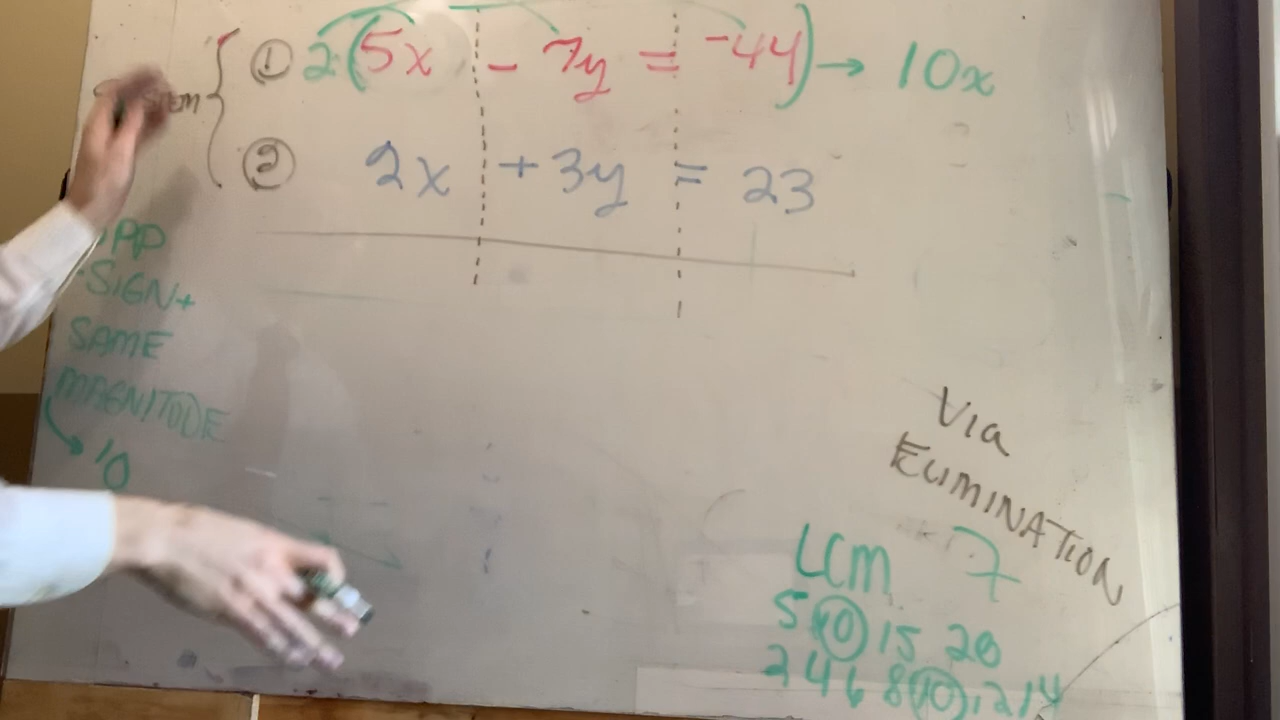 ① 2(5x - 7y = -44) → 10x
② 2x + 3y = 23
OPP
SIGN +
SAME
MAGNITUDE
10
Via
ELIMINATION
LCM 7
5 10 15 20
2 4 6 8 10 12 14